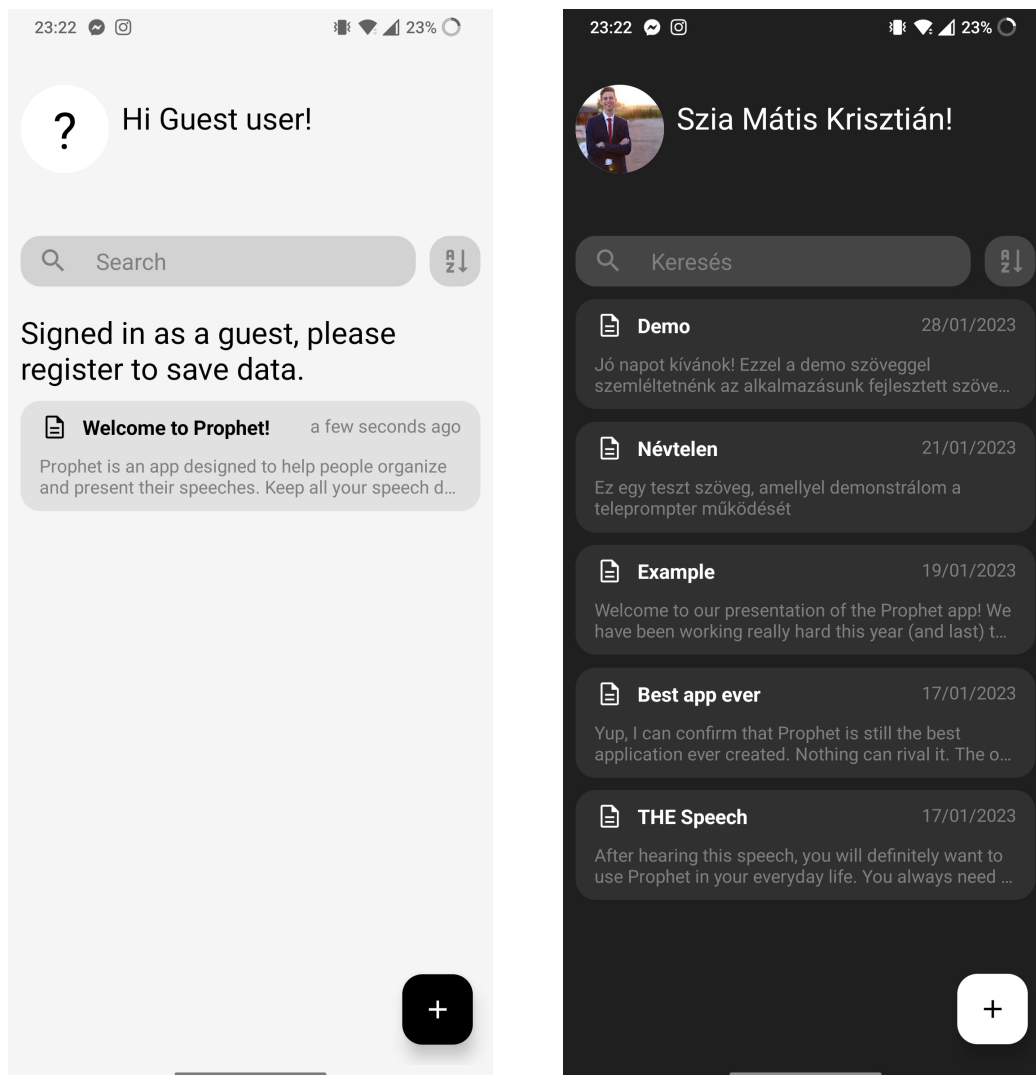 23:22
23%
?
Hi Guest user!
Search
A
Z
Signed in as a guest, please
register to save data.
Welcome to Prophet!
a few seconds ago
Prophet is an app designed to help people organize
and present their speeches. Keep all your speech d...
+
23:22
23%
Szia Mátis Krisztián!
Keresés
A
Z
Demo
28/01/2023
Jó napot kívánok! Ezzel a demo szöveggel
szemléltetnénk az alkalmazásunk fejlesztett szöve...
Névtelen
21/01/2023
Ez egy teszt szöveg, amellyel demonstrálom a
teleprompter működését
Example
19/01/2023
Welcome to our presentation of the Prophet app! We
have been working really hard this year (and last) t...
Best app ever
17/01/2023
Yup, I can confirm that Prophet is still the best
application ever created. Nothing can rival it. The o...
THE Speech
17/01/2023
After hearing this speech, you will definitely want to
use Prophet in your everyday life. You always need ...
+